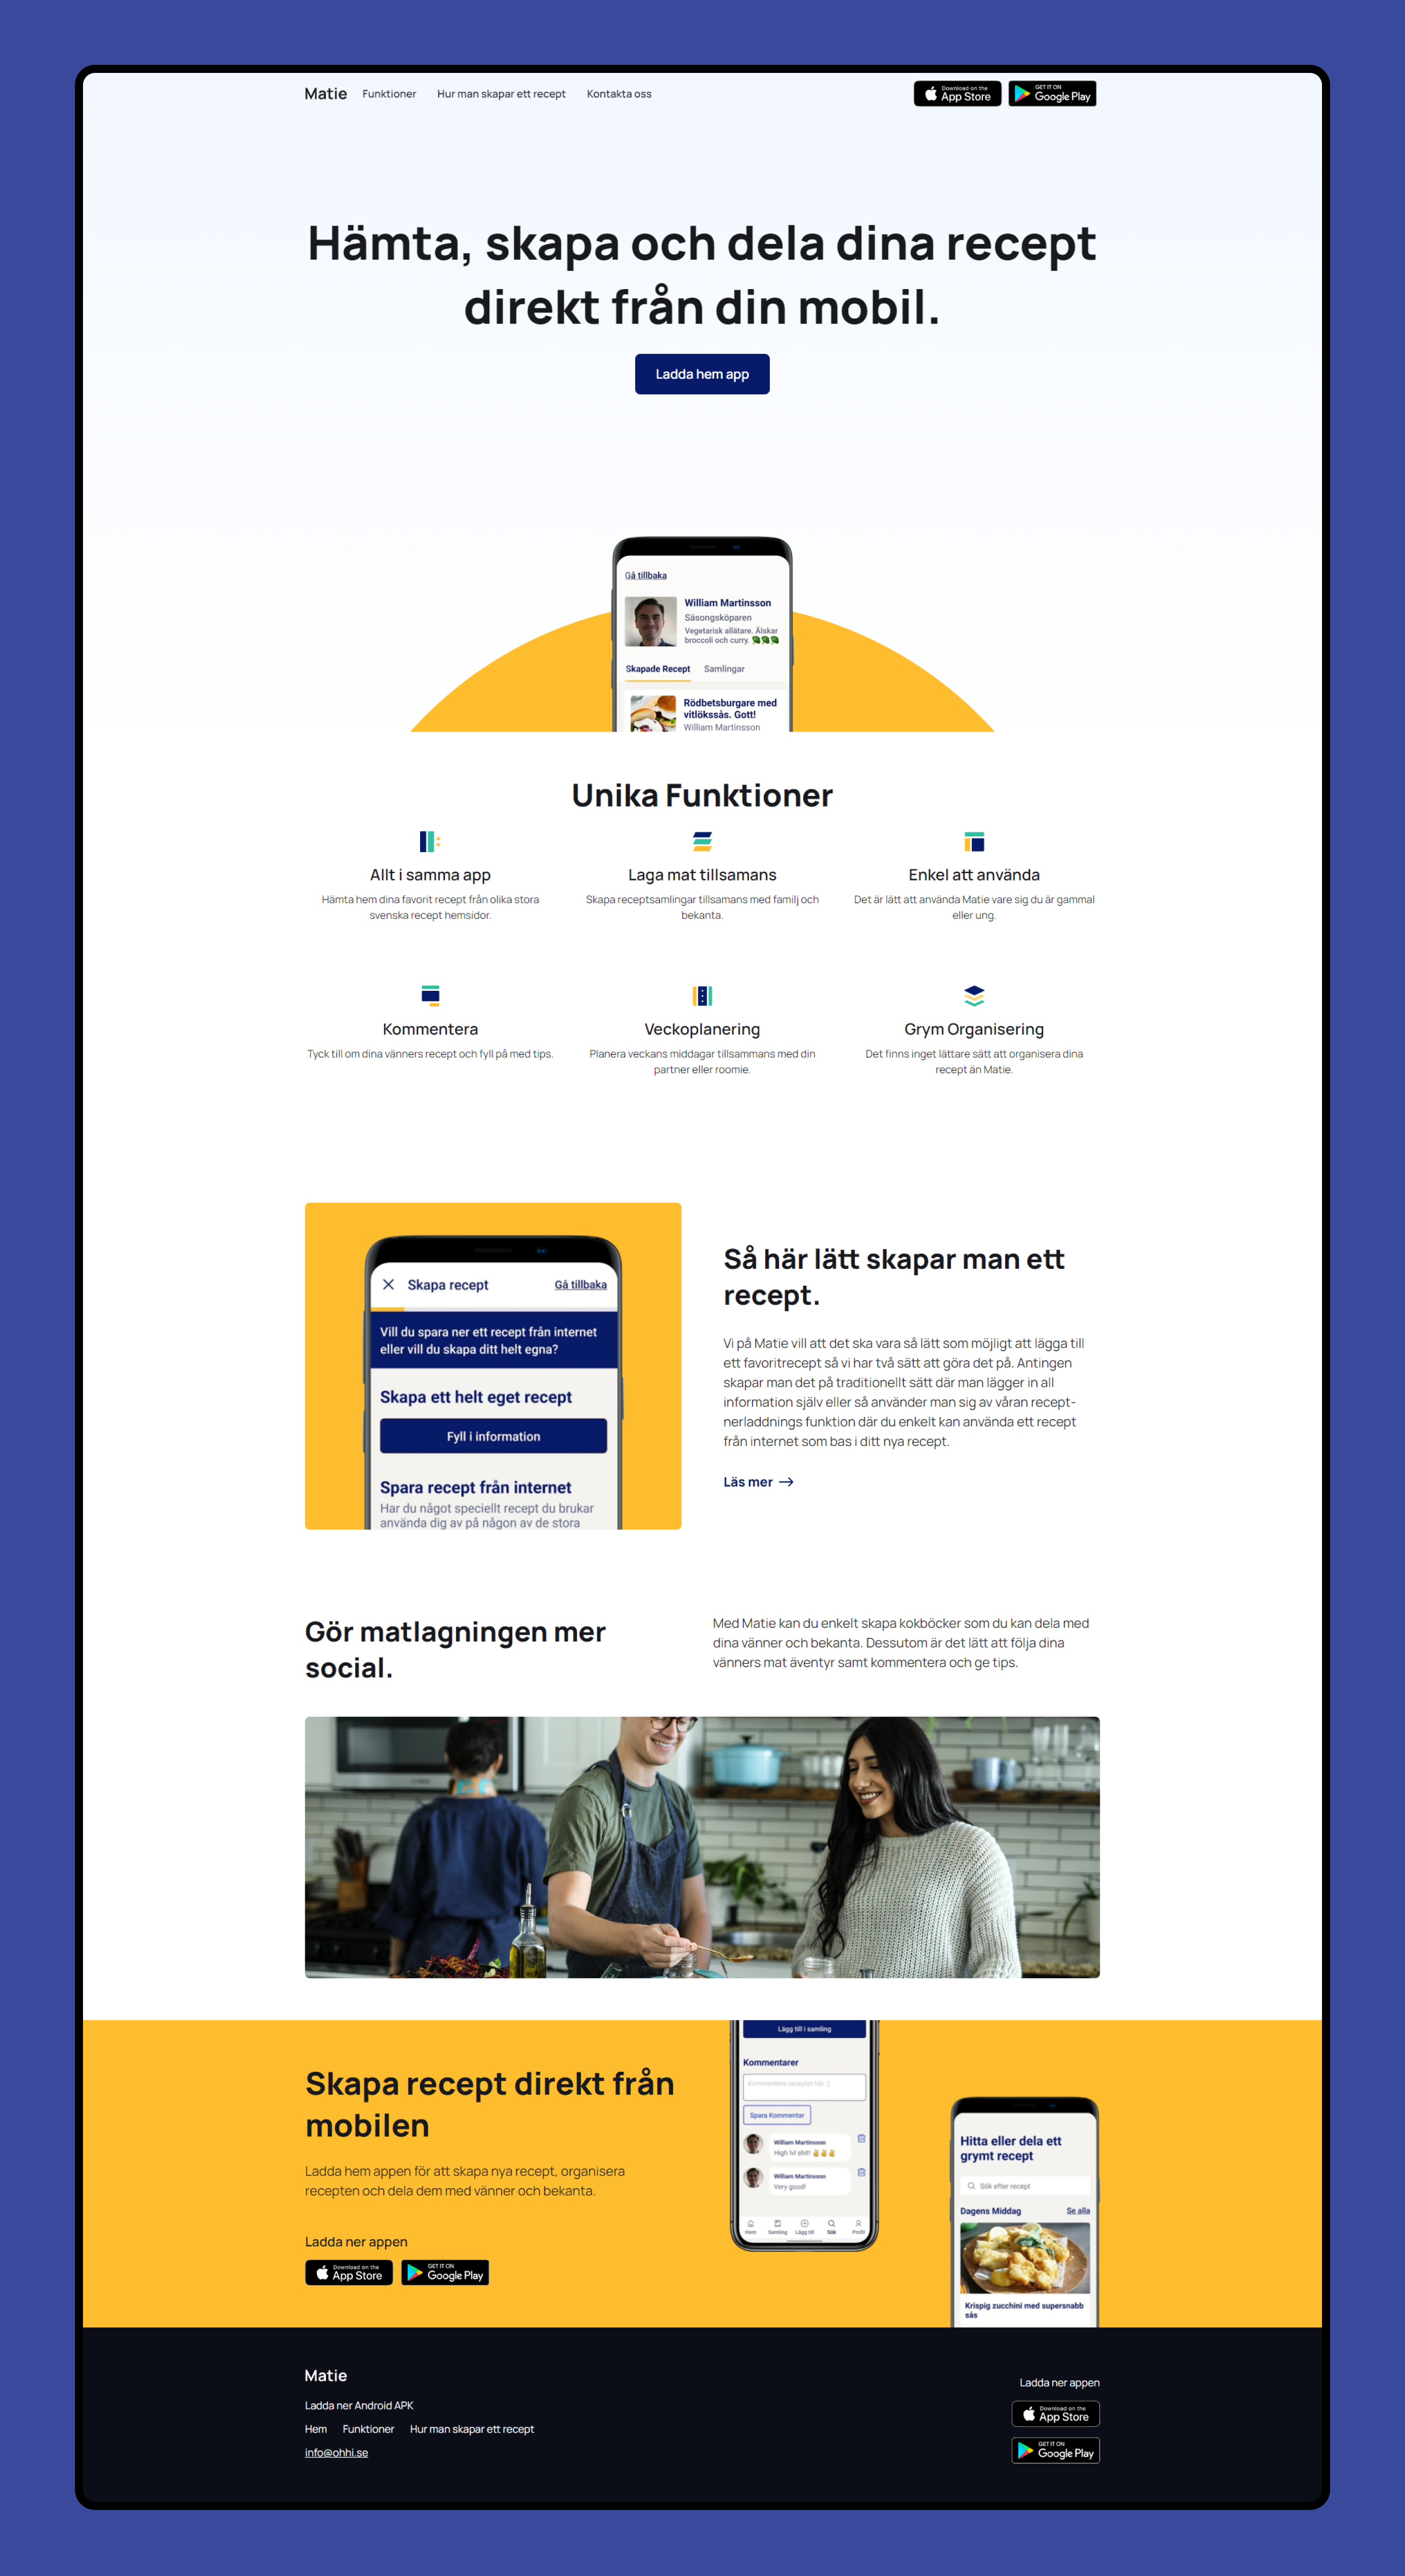 Matie
Funktioner
Hur man skapar ett recept
Kontakta oss
Download on the
App Store
GET IT ON
Google Play
Hämta, skapa och dela dina recept
direkt från din mobil.
Ladda hem app
Gå tillbaka
William Martinsson
Säsongsköparen
Vegetarisk allätare. Älskar
broccoli och curry. 🥦🥦🥦
Skapade Recept
Samlingar
Rödbetsburgare med
vitlökssås. Gott!
William Martinsson
Unika Funktioner
Allt i samma app
Hämta hem dina favorit recept från olika stora
svenska recept hemsidor.
Laga mat tillsamans
Skapa receptsamlingar tillsamans med familj och
bekanta.
Enkel att använda
Det är lätt att använda Matie vare sig du är gammal
eller ung.
Kommentera
Tyck till om dina vänners recept och fyll på med tips.
Veckoplanering
Planera veckans middagar tillsammans med din
partner eller roomie.
Grym Organisering
Det finns inget lättare sätt att organisera dina
recept än Matie.
Skapa recept
Gå tillbaka
Vill du spara ner ett recept från internet
eller vill du skapa ditt helt egna?
Skapa ett helt eget recept
Fyll i information
Spara recept från internet
Har du något speciellt recept du brukar
använda dig av på någon av de stora
Så här lätt skapar man ett
recept.
Vi på Matie vill att det ska vara så lätt som möjligt att lägga till
ett favoritrecept så vi har två sätt att göra det på. Antingen
skapar man det på traditionellt sätt där man lägger in all
information själv eller så använder man sig av våran recept-
nerladdnings funktion där du enkelt kan använda ett recept
från internet som bas i ditt nya recept.
Läs mer →
Gör matlagningen mer
social.
Med Matie kan du enkelt skapa kokböcker som du kan dela med
dina vänner och bekanta. Dessutom är det lätt att följa dina
vänners mat äventyr samt kommentera och ge tips.
Skapa recept direkt från
mobilen
Ladda hem appen för att skapa nya recept, organisera
recepten och dela dem med vänner och bekanta.
Ladda ner appen
Download on the
App Store
GET IT ON
Google Play
Lägg till i samling
Kommentarer
Kommentera receptet här :)
Spara Kommentar
William Martinsson
High lvl shit! ✌✌✌
William Martinsson
Very good!
Hem
Samling
Lägg till
Sök
Profil
Hitta eller dela ett
grymt recept
Sök efter recept
Dagens Middag
Se alla
Krispig zucchini med supersnabb
sås
Matie
Ladda ner Android APK
Hem
Funktioner
Hur man skapar ett recept
info@ohhi.se
Ladda ner appen
Download on the
App Store
GET IT ON
Google Play